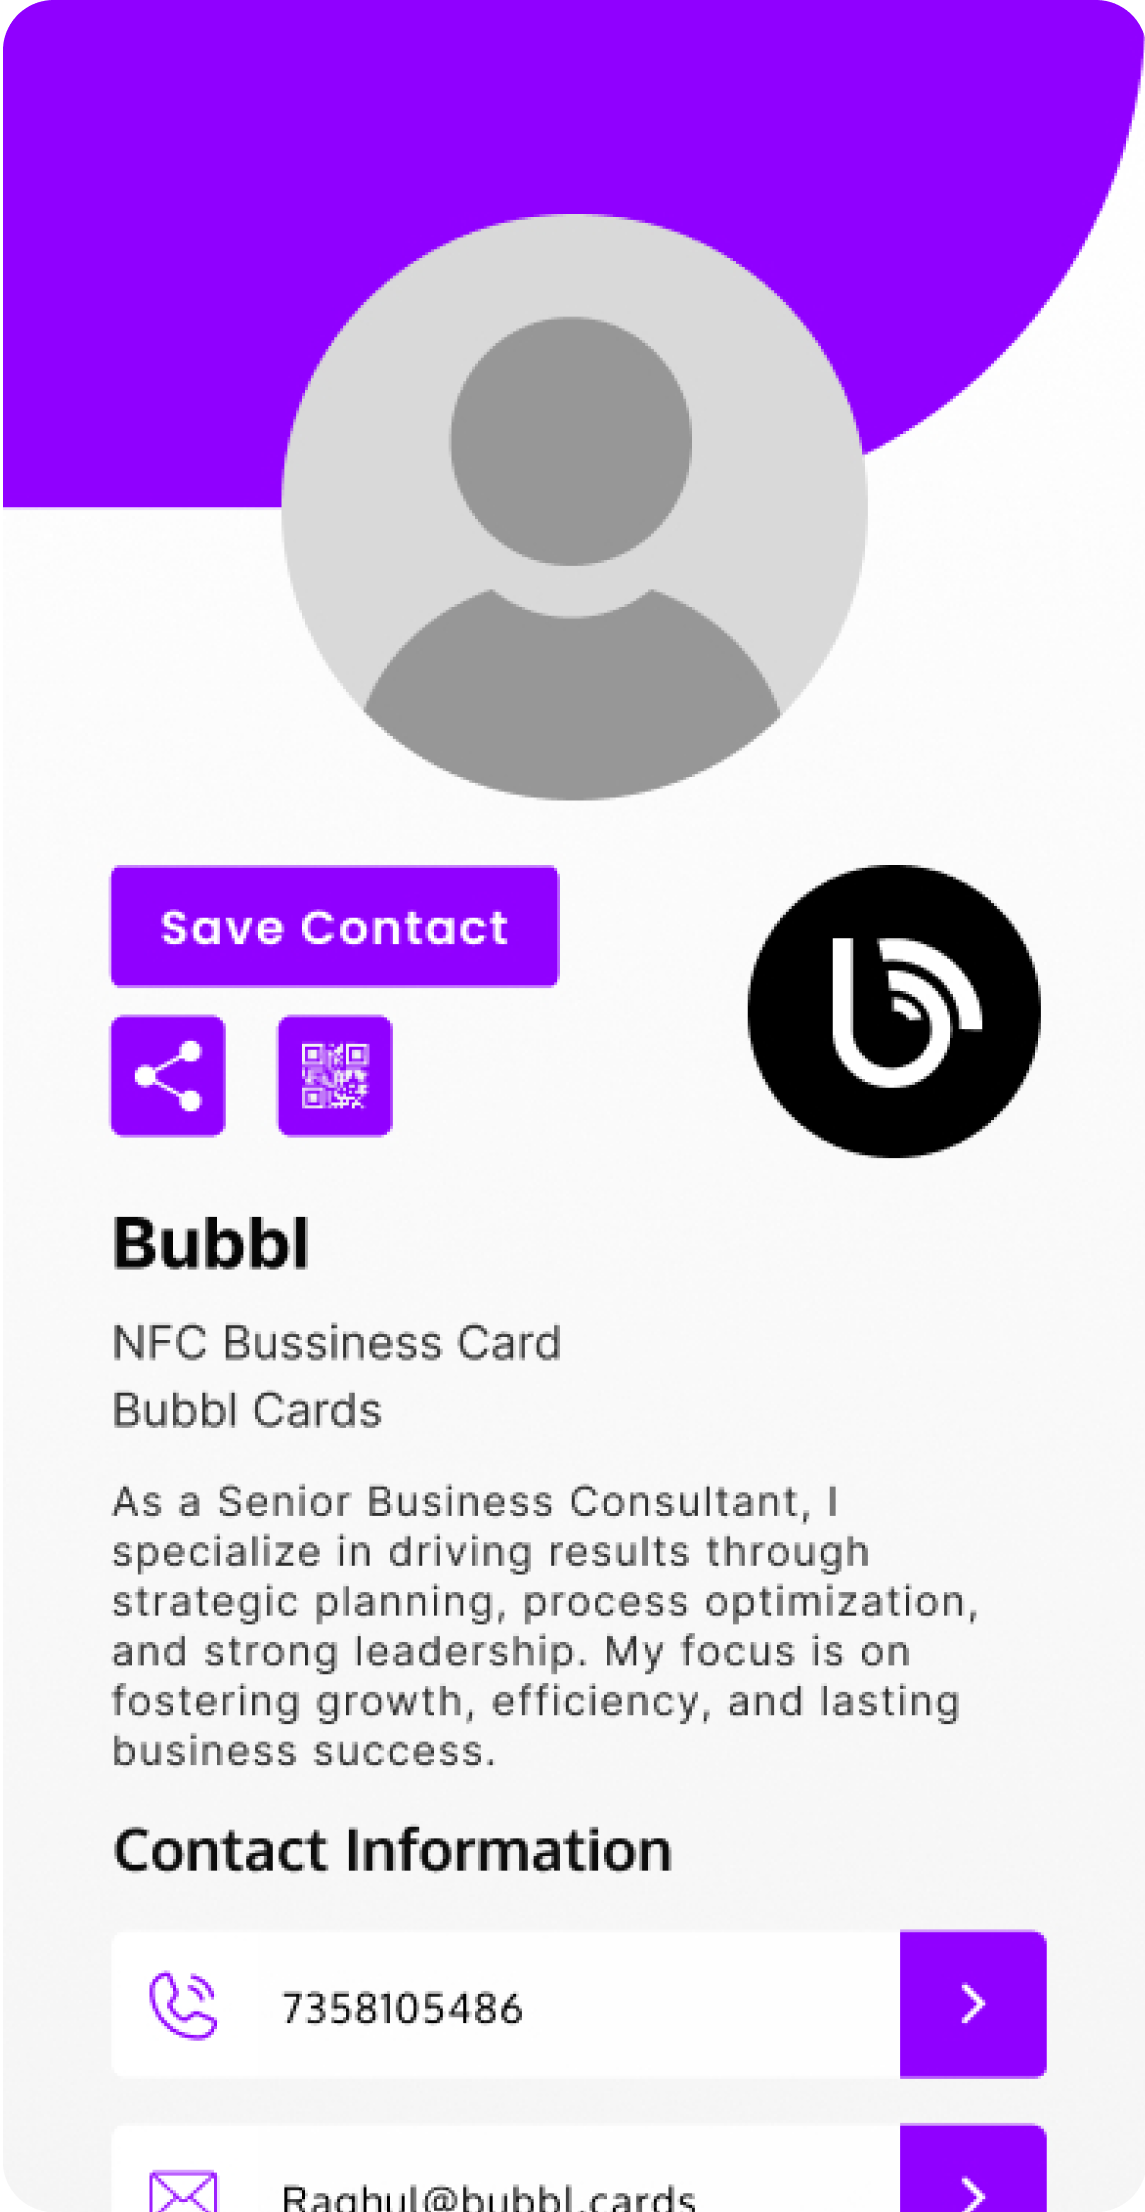 Save Contact
Bubbl
NFC Bussiness Card
Bubbl Cards
As a Senior Business Consultant, I
specialize in driving results through
strategic planning, process optimization,
and strong leadership. My focus is on
fostering growth, efficiency, and lasting
business success.
Contact Information
7358105486
Raghul@bubbl.cards